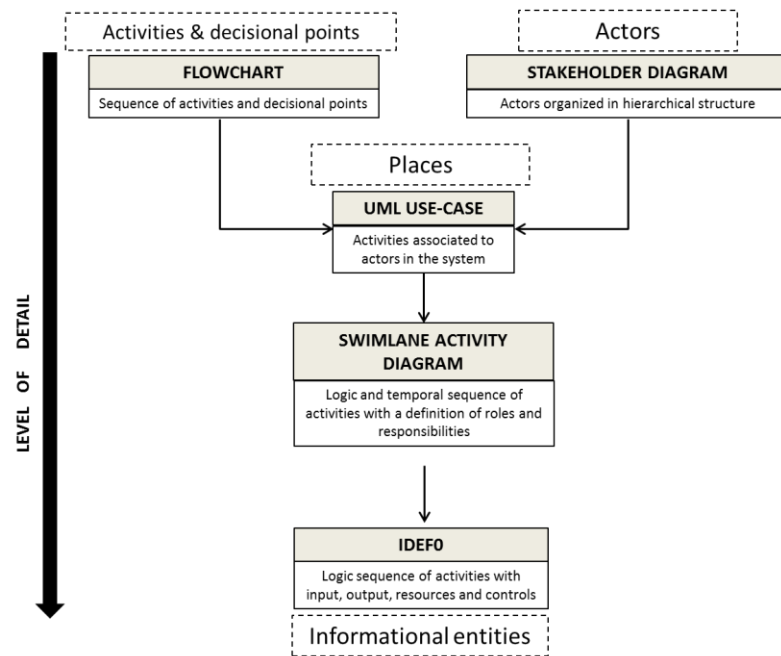 Activities & decisional points
Actors
FLOWCHART
Sequence of activities and decisional points
STAKEHOLDER DIAGRAM
Actors organized in hierarchical structure
Places
UML USE-CASE
Activities associated to
actors in the system
SWIMLANE ACTIVITY
DIAGRAM
Logic and temporal sequence of
activities with a definition of roles and
responsibilities
IDEF0
Logic sequence of activities with
input, output, resources and controls
Informational entities
LEVEL OF DETAIL